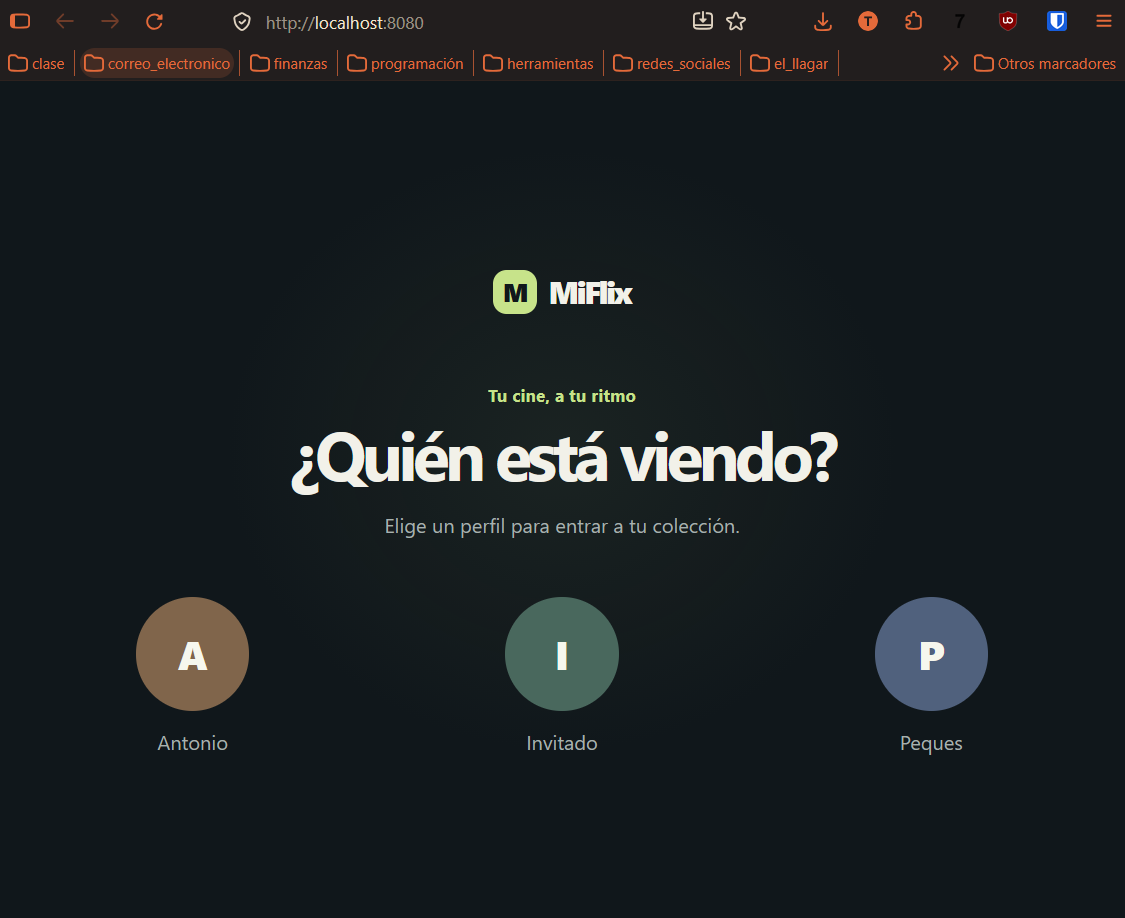 http://localhost:8080
T
7
clase
correo_electronico
finanzas
programación
herramientas
redes_sociales
el_llagar
Otros marcadores
M MiFlix
Tu cine, a tu ritmo
¿Quién está viendo?
Elige un perfil para entrar a tu colección.
A I P
Antonio Invitado Peques